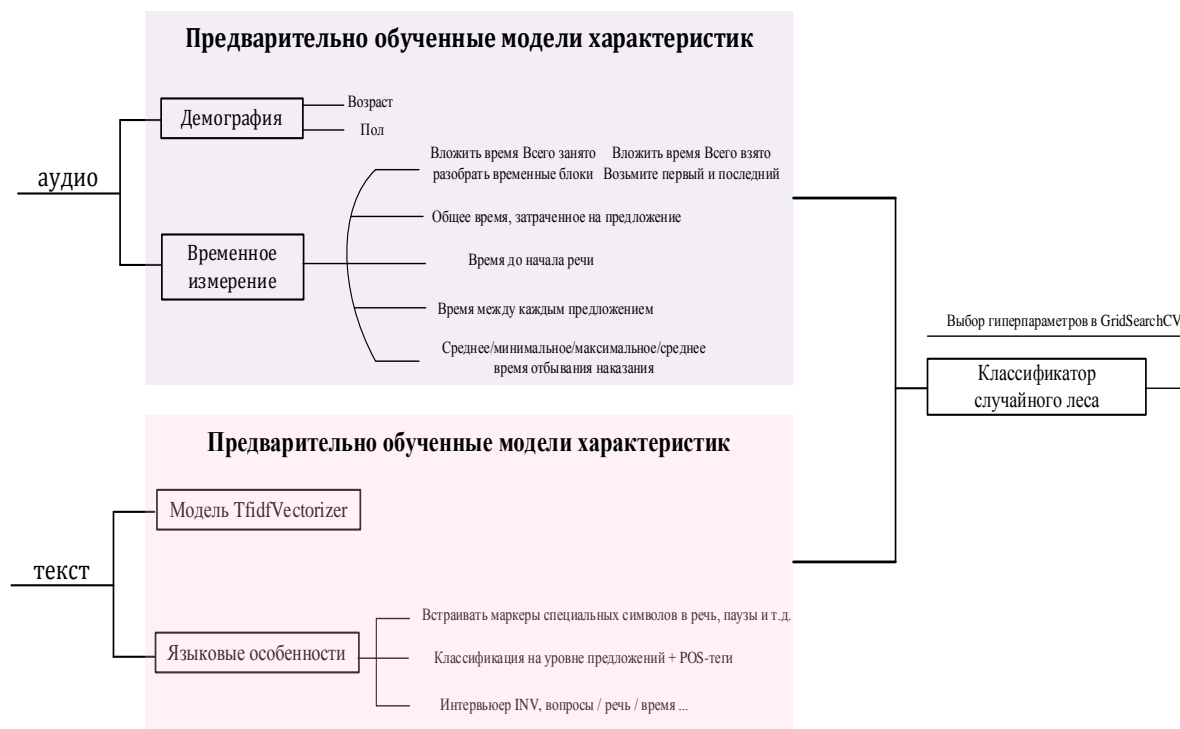 Предварительно обученные модели характеристик
аудио
Демография
Возраст
Пол
Временное
измерение
Вложить время Всего занято
разобрать временные блоки
Вложить время Всего взято
Возьмите первый и последний
Общее время, затраченное на предложение
Время до начала речи
Время между каждым предложением
Среднее/минимальное/максимальное/среднее
время отбывания наказания
Предварительно обученные модели характеристик
текст
Модель TfidfVectorizer
Языковые особенности
Встраивать маркеры специальных символов в речь, паузы и т.д.
Классификация на уровне предложений + POS-теги
Интервьюер INV, вопросы / речь / время ...
Выбор гиперпараметров в GridSearchCV
Классификатор
случайного леса